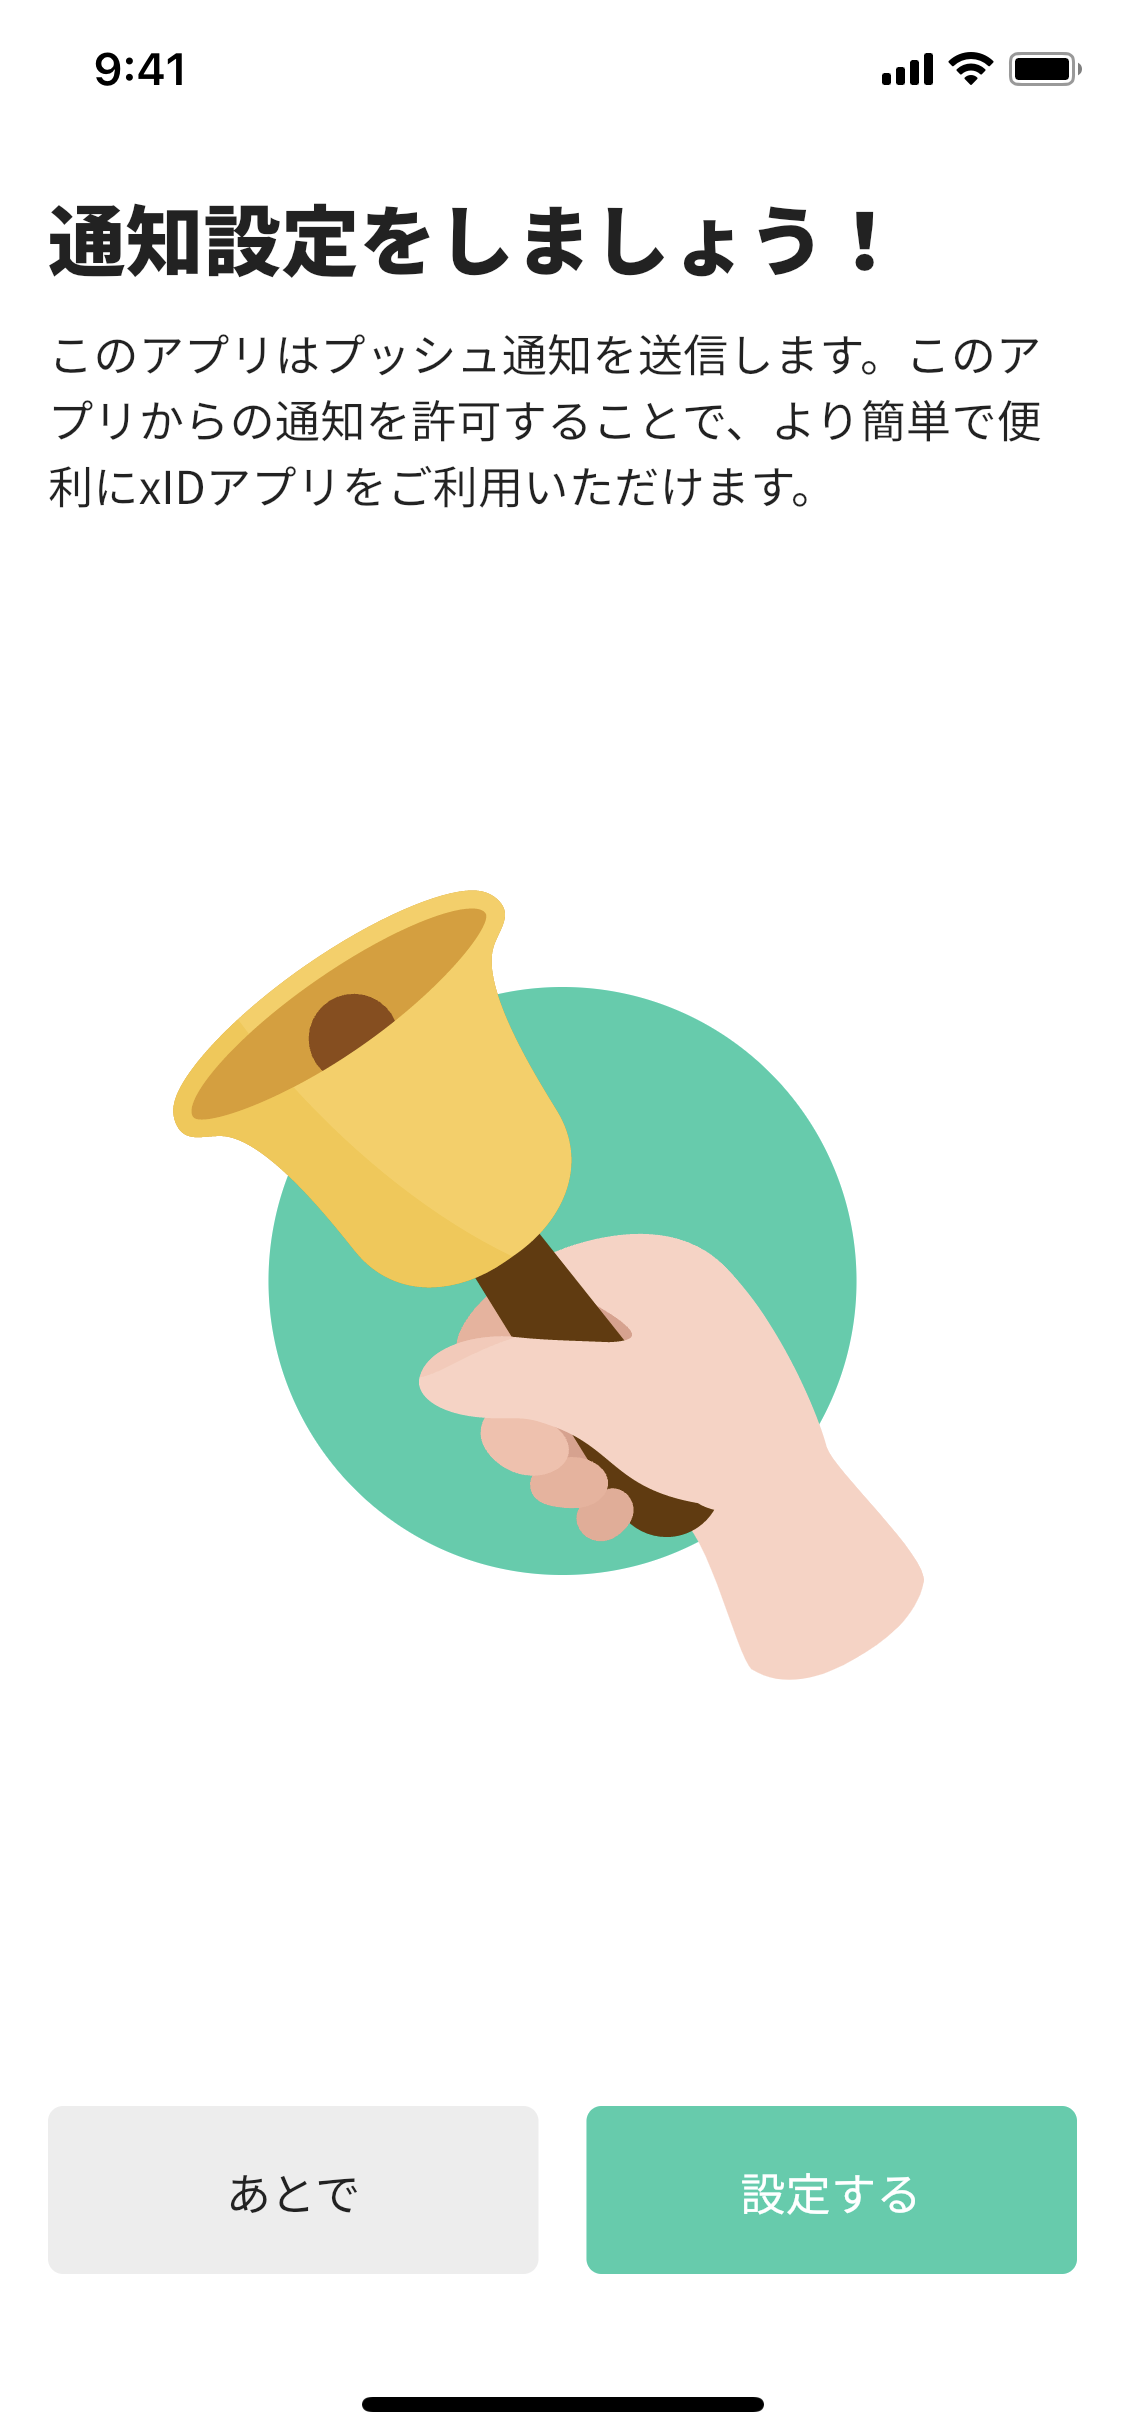 9:41
通知設定をしましょう！
このアプリはプッシュ通知を送信します。このア
プリからの通知を許可することで、より簡単で便
利にxIDアプリをご利用いただけます。
あとで
設定する